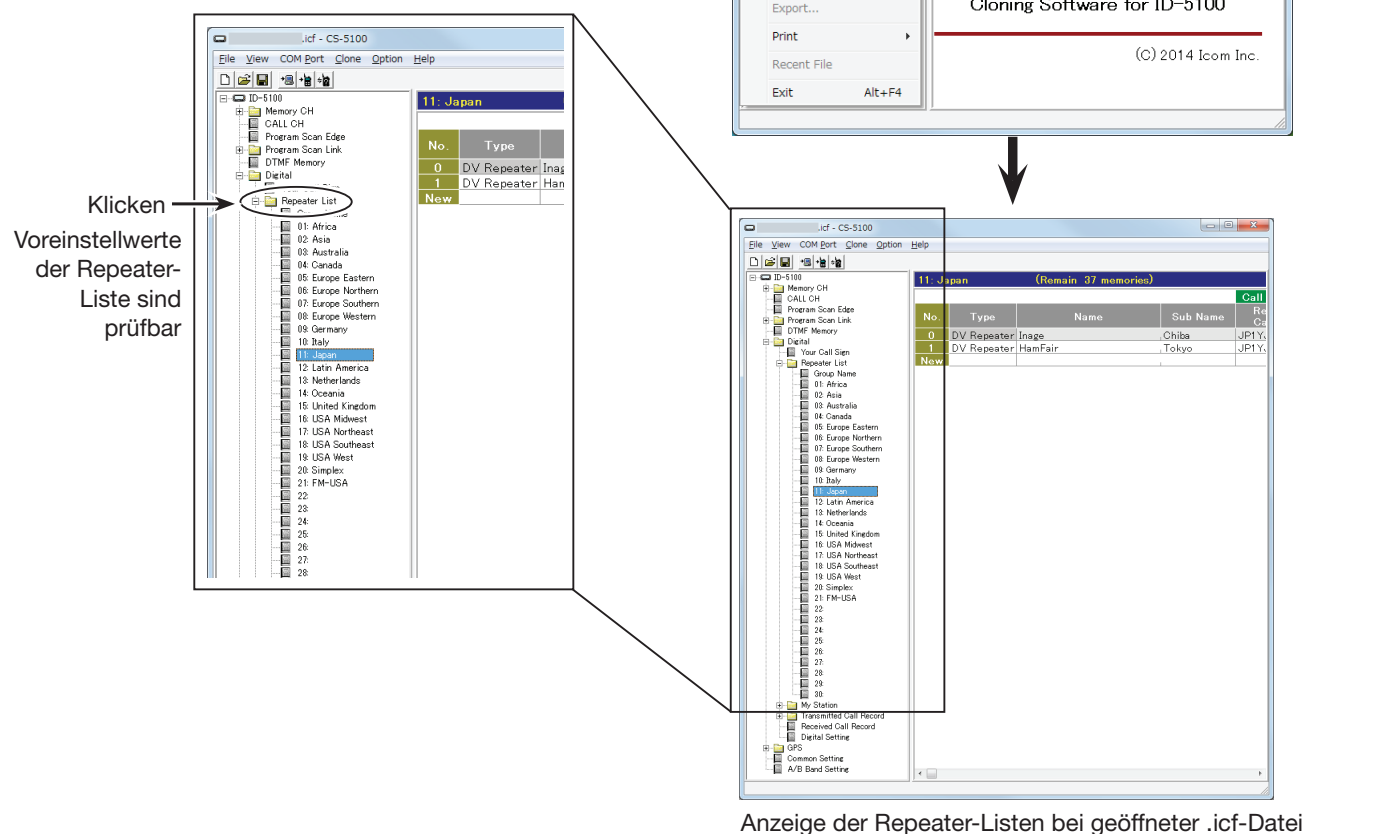 Export...
Print
Recent File
Exit Alt+F4
Cloning Software for ID-5100
(C) 2014 Icom Inc.
.icf - CS-5100
File View COM Port Clone Option Help
ID-5100
Memory CH
CALL CH
Program Scan Edge
Program Scan Link
DTMF Memory
Digital
Repeater List
01: Africa
02: Asia
03: Australia
04: Canada
05: Europe Eastern
06: Europe Northern
07: Europe Southern
08: Europe Western
09: Germany
10: Italy
11: Japan
12: Latin America
13: Netherlands
14: Oceania
15: United Kingdom
16: USA Midwest
17: USA Northeast
18: USA Southeast
19: USA West
20: Simplex
21: FM-USA
22:
23:
24:
25:
26:
27:
28:
11: Japan
No. Type
0 DV Repeater Inag
1 DV Repeater Ham
New
Klicken
Voreinstellwerte
der Repeater-
Liste sind
prüfbar
.icf - CS-5100
File View COM Port Clone Option Help
ID-5100
Memory CH
CALL CH
Program Scan Edge
Program Scan Link
DTMF Memory
Digital
Your Call Sign
Repeater List
Group Name
01: Africa
02: Asia
03: Australia
04: Canada
05: Europe Eastern
06: Europe Northern
07: Europe Southern
08: Europe Western
09: Germany
10: Italy
11: Japan
12: Latin America
13: Netherlands
14: Oceania
15: United Kingdom
16: USA Midwest
17: USA Northeast
18: USA Southeast
19: USA West
20: Simplex
21: FM-USA
22:
23:
24:
25:
26:
27:
28:
29:
30:
My Station
Transmitted Call Record
Received Call Record
Digital Setting
GPS
Common Setting
A/B Band Setting
11: Japan (Remain 37 memories)
Call
No. Type Name Sub Name Re
Ca
0 DV Repeater Inage Chiba JP1Y
1 DV Repeater HamFair Tokyo JP1Y
New
Anzeige der Repeater-Listen bei geöffneter .icf-Datei